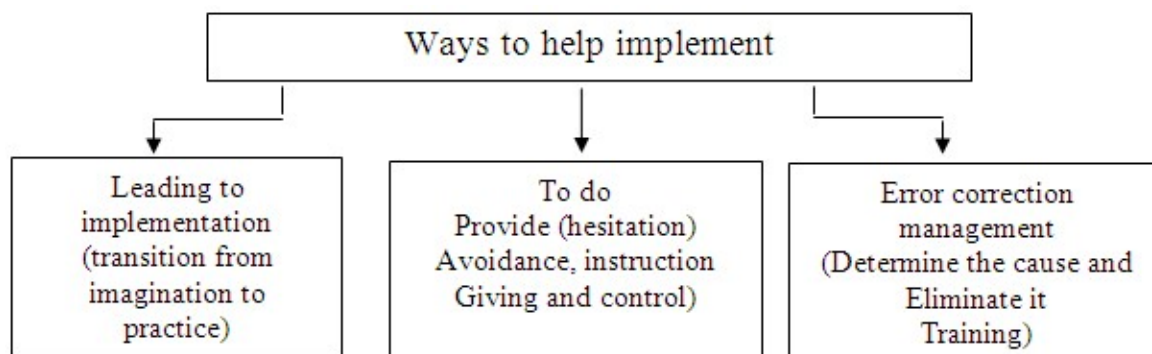 Ways to help implement
Leading to
implementation
(transition from
imagination to
practice)
To do
Provide (hesitation)
Avoidance, instruction
Giving and control)
Error correction
management
(Determine the cause and
Eliminate it
Training)